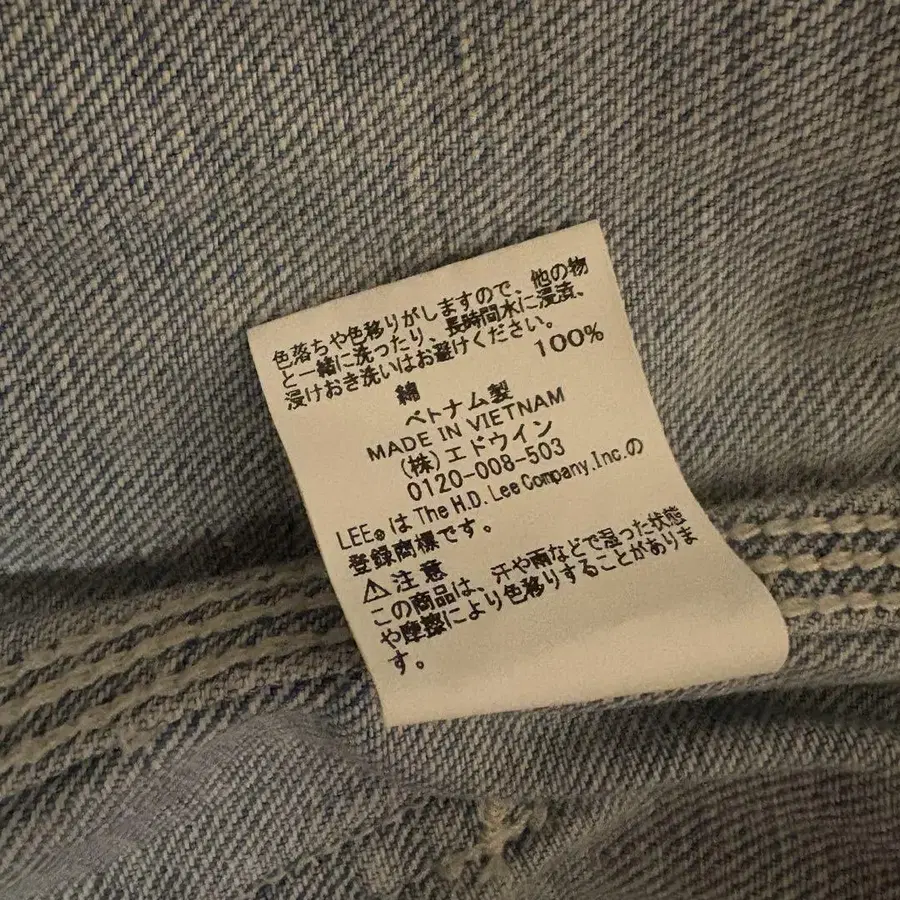 色落ちや色移りがしますので、他の物
と一緒に洗ったり、長時間水に浸漬、
浸けおき洗いはお避けください。
綿 100%
ベトナム製
MADE IN VIETNAM
(株)エドウイン
0120-008-503
LEE® は The H.D. Lee Company, Inc.の
登録商標です。
⚠注意
この商品は、汗や雨などで湿った状態
や摩擦により色移りすることがありま
す。